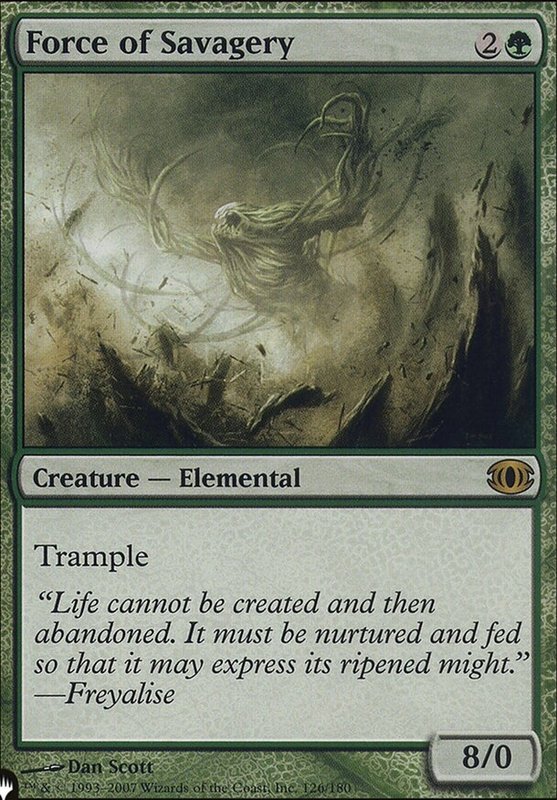 Force of Savagery 2
Creature — Elemental
Trample
“Life cannot be created and then
abandoned. It must be nurtured and fed
so that it may express its ripened might.”
—Freyalise
8/0
Dan Scott
™ & © 1993–2007 Wizards of the Coast, Inc. 126/180